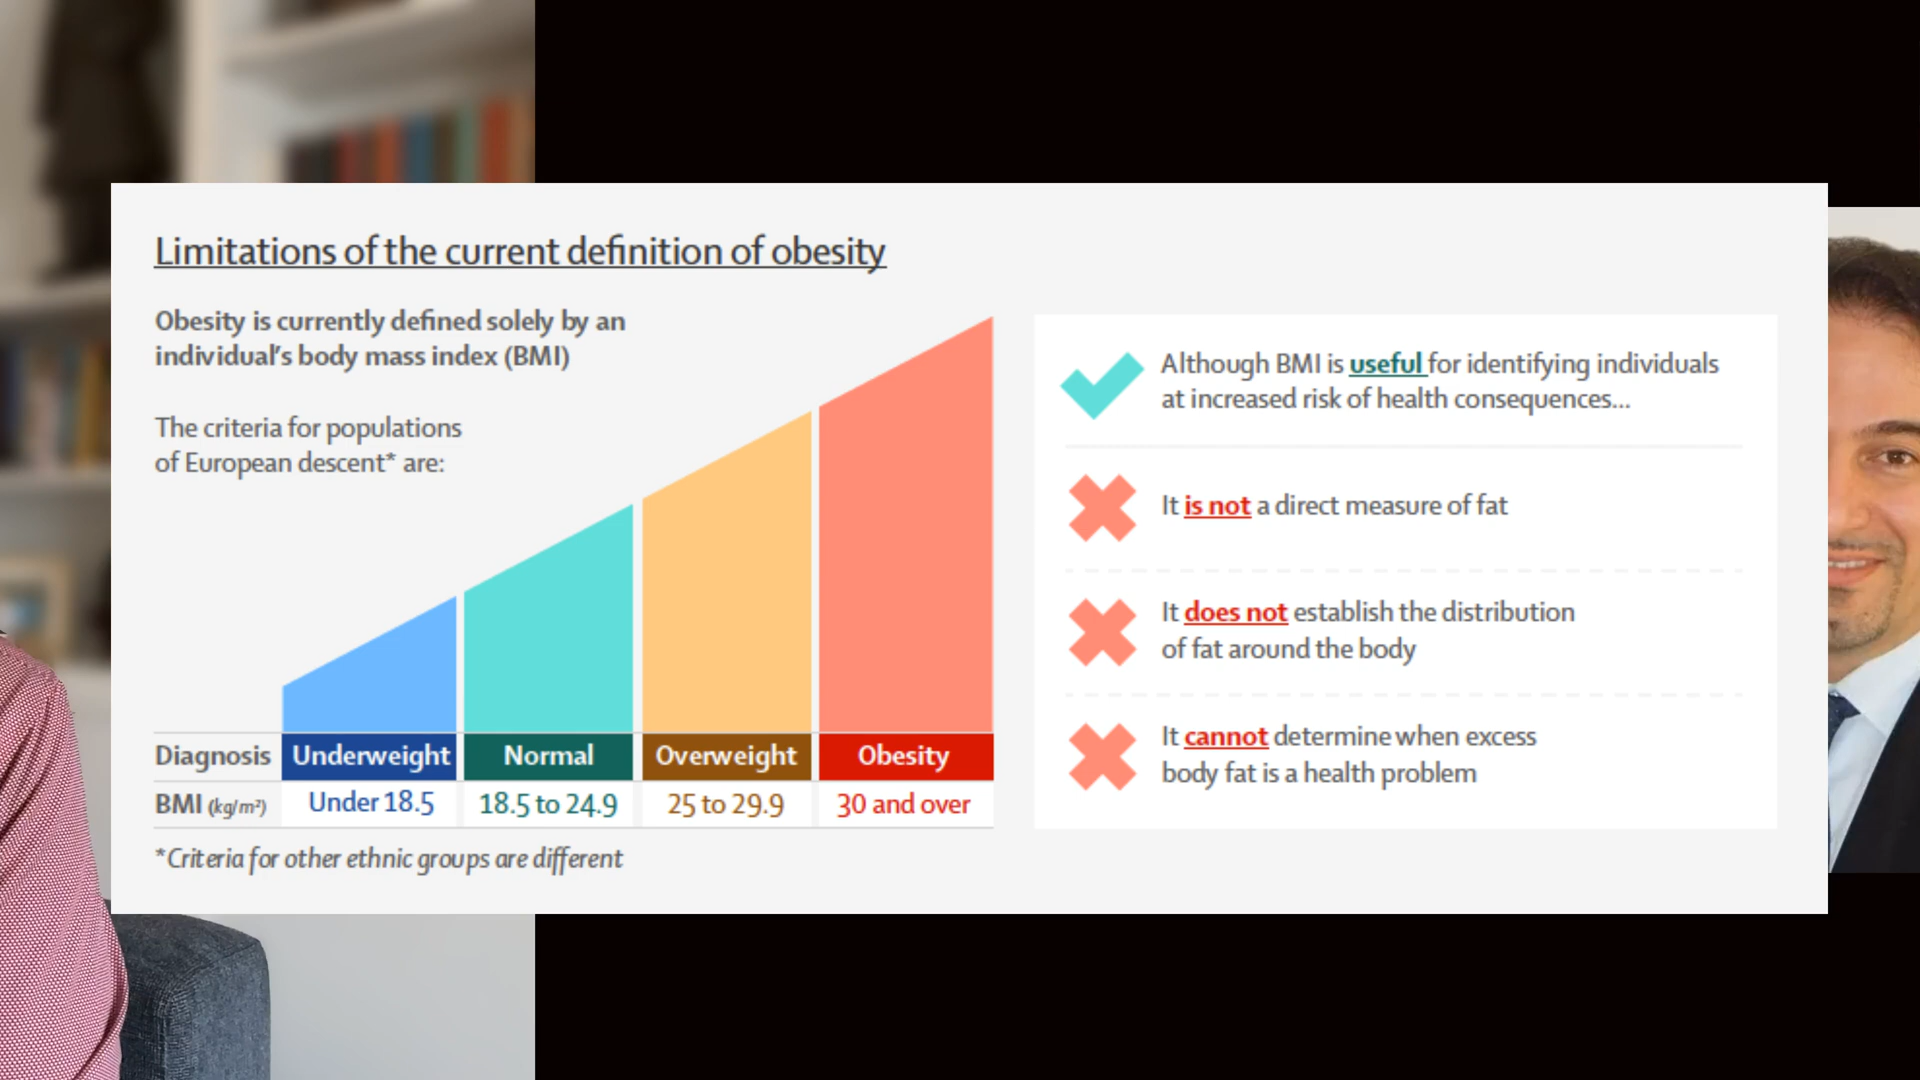 Limitations of the current definition of obesity
Obesity is currently defined solely by an
individual's body mass index (BMI)
The criteria for populations
of European descent* are:
Diagnosis Underweight Normal Overweight Obesity
BMI (kg/m²) Under 18.5 18.5 to 24.9 25 to 29.9 30 and over
*Criteria for other ethnic groups are different
Although BMI is useful for identifying individuals
at increased risk of health consequences...
It is not a direct measure of fat
It does not establish the distribution
of fat around the body
It cannot determine when excess
body fat is a health problem